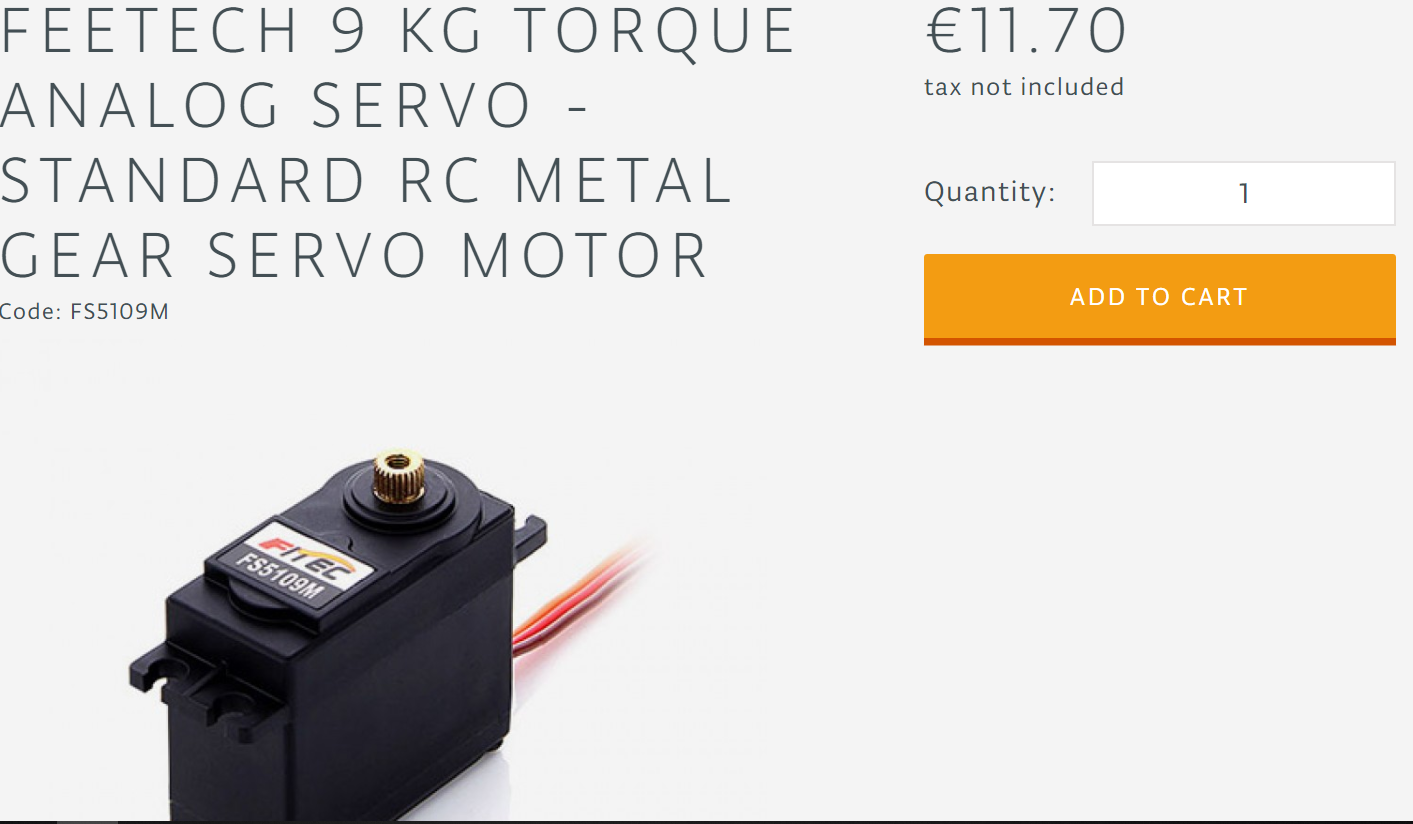 FEETECH 9 KG TORQUE
ANALOG SERVO -
STANDARD RC METAL
GEAR SERVO MOTOR
Code: FS5109M
€11.70
tax not included
Quantity: 1
ADD TO CART
FITEC
FS5109M